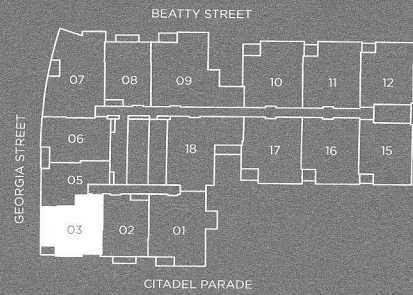 BEATTY STREET
07 08 09 10 11 12
GEORGIA STREET
06 18 17 16 15
05
03 02 01
CITADEL PARADE